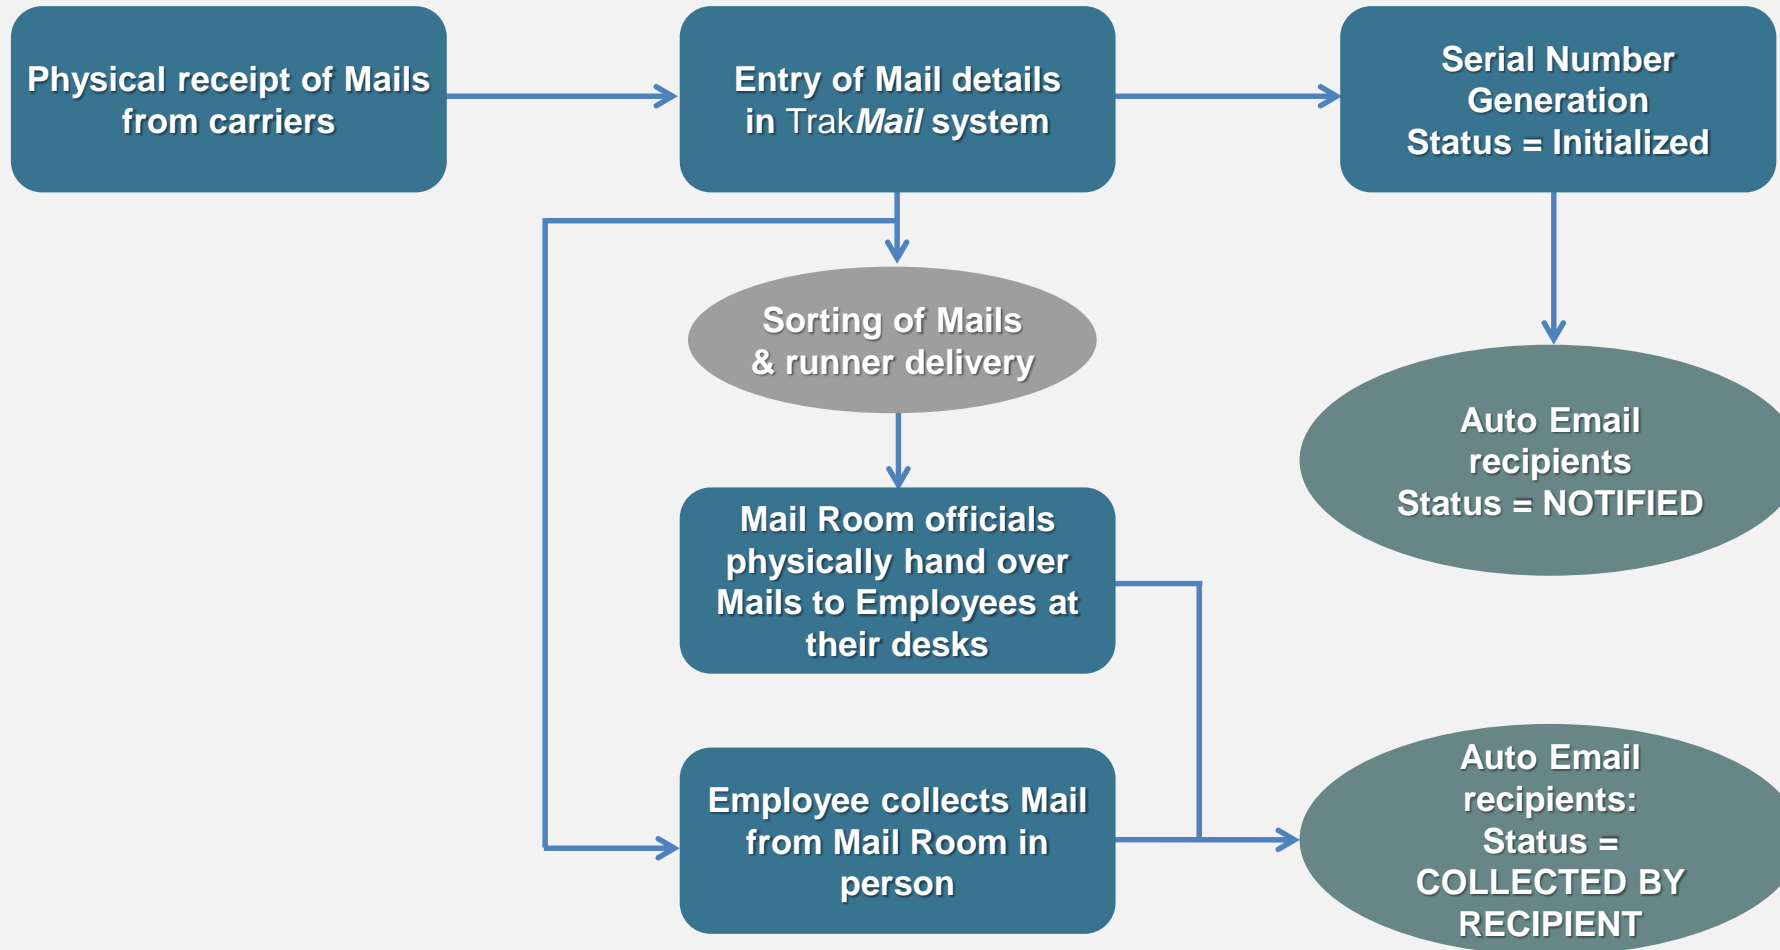 Physical receipt of Mails
from carriers
Entry of Mail details
in TrakMail system
Serial Number
Generation
Status = Initialized
Sorting of Mails
& runner delivery
Auto Email
recipients
Status = NOTIFIED
Mail Room officials
physically hand over
Mails to Employees at
their desks
Employee collects Mail
from Mail Room in
person
Auto Email
recipients:
Status =
COLLECTED BY
RECIPIENT